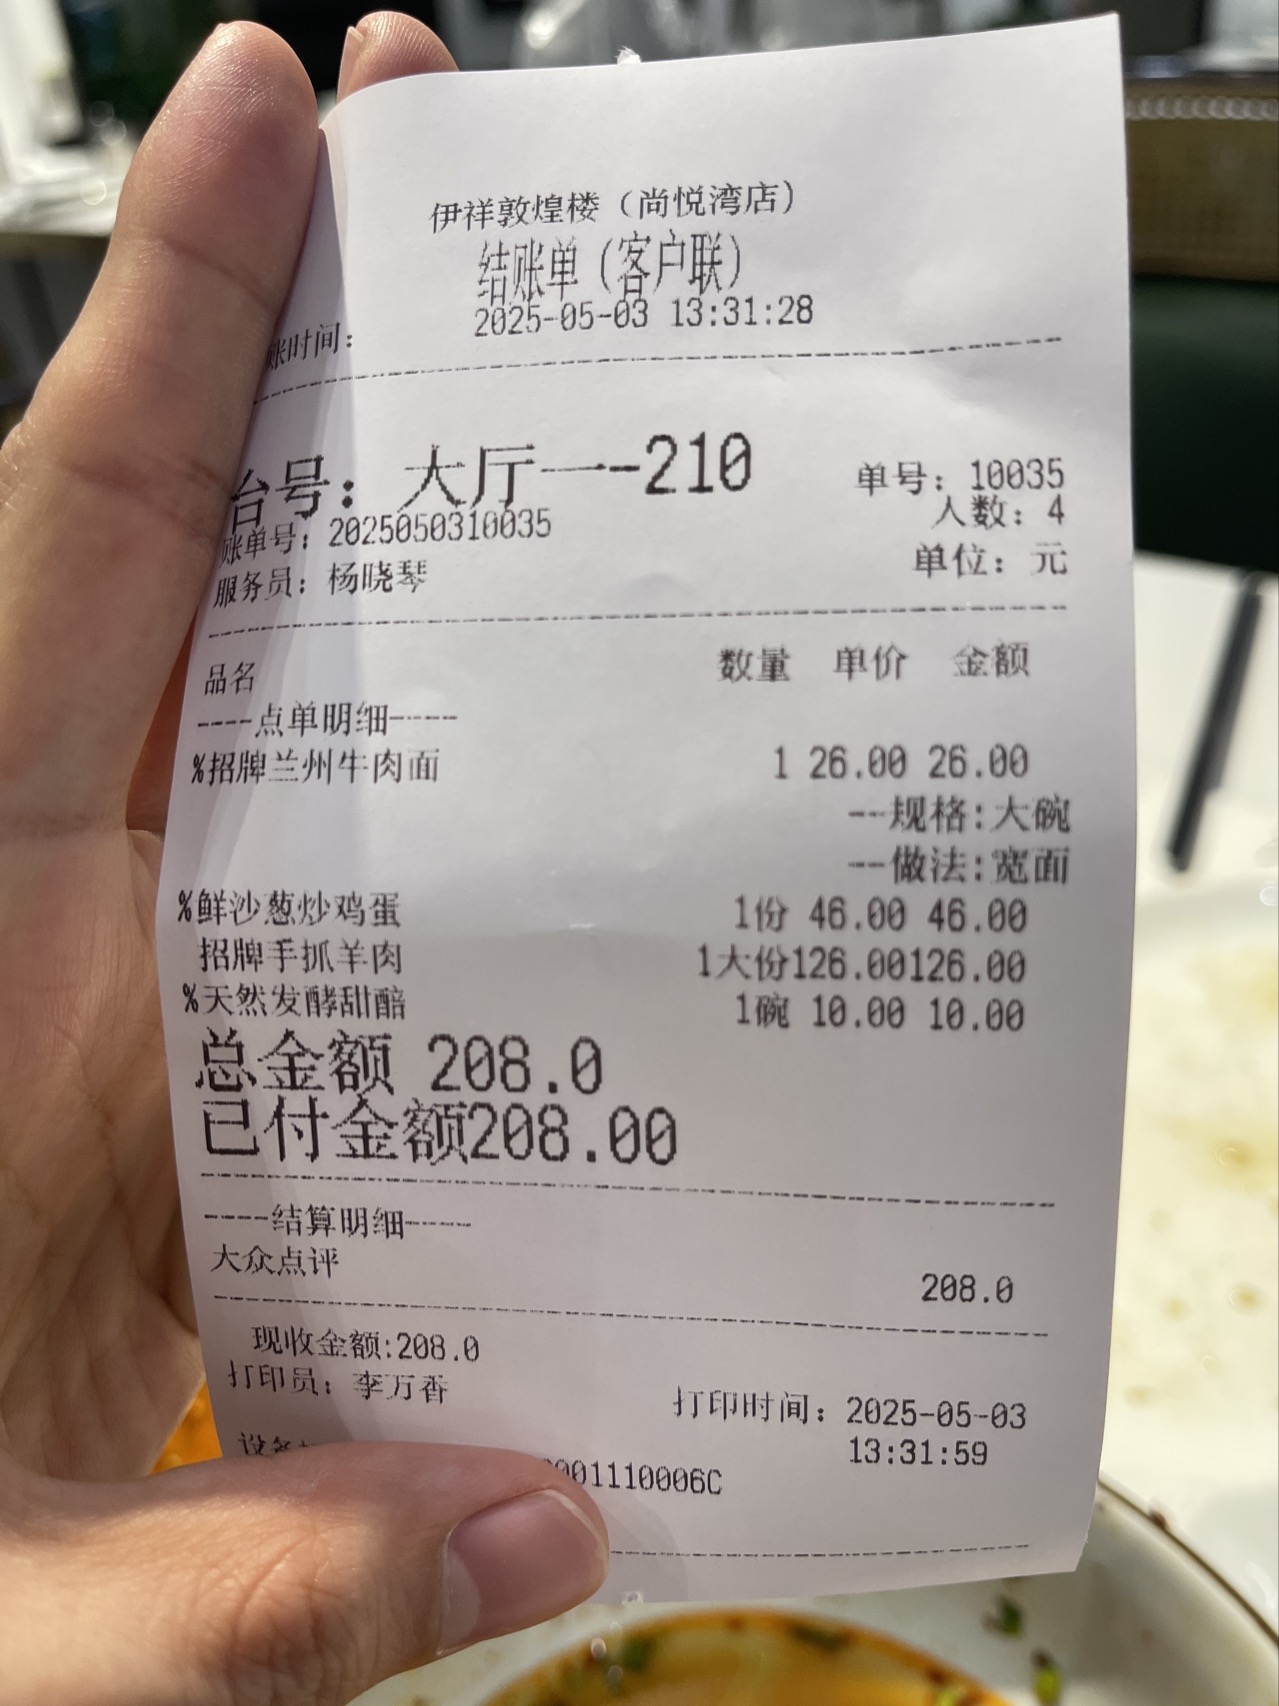 伊祥敦煌楼（尚悦湾店）
结账单（客户联）
账时间： 2025-05-03 13:31:28
台号：大厅一-210 单号：10035
账单号：2025050310035 人数：4
服务员：杨晓琴 单位：元
品名 数量 单价 金额
----点单明细----
%招牌兰州牛肉面 1 26.00 26.00
--规格:大碗
--做法:宽面
%鲜沙葱炒鸡蛋 1份 46.00 46.00
招牌手抓羊肉 1大份126.00126.00
%天然发酵甜醅 1碗 10.00 10.00
总金额 208.0
已付金额208.00
----结算明细----
大众点评 208.0
现收金额:208.0
打印员：李万香 打印时间：2025-05-03
13:31:59
设备 001110006C